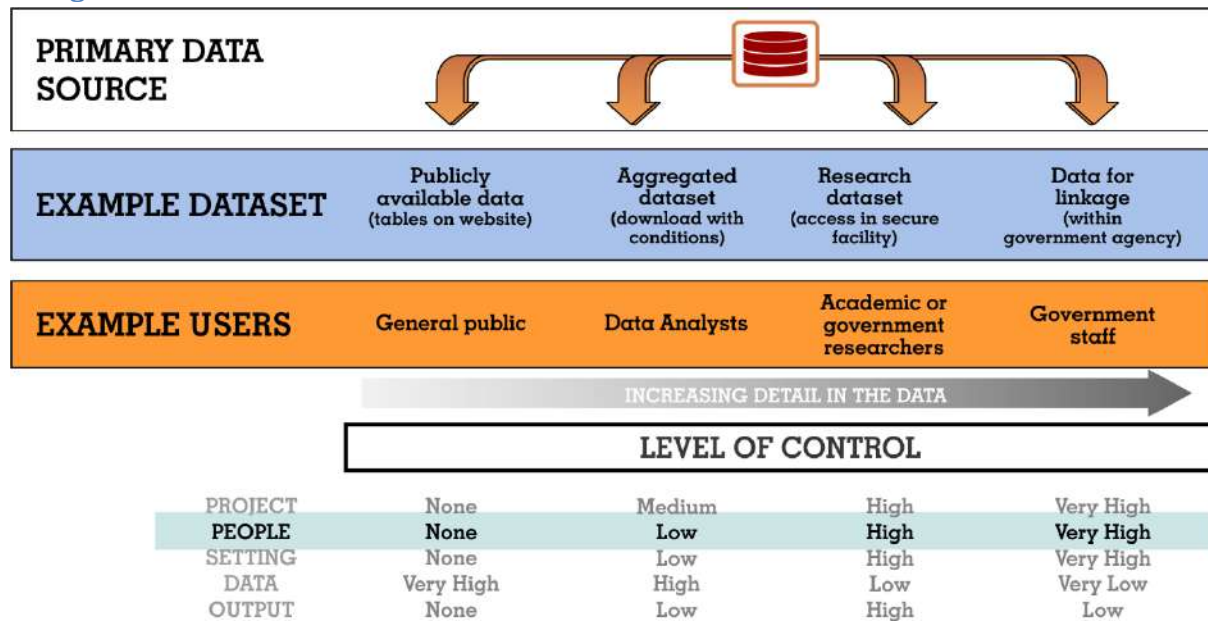 PRIMARY DATA
SOURCE
EXAMPLE DATASET
Publicly
available data
(tables on website)
Aggregated
dataset
(download with
conditions)
Research
dataset
(access in secure
facility)
Data for
linkage
(within
government agency)
EXAMPLE USERS
General public
Data Analysts
Academic or
government
researchers
Government
staff
INCREASING DETAIL IN THE DATA
LEVEL OF CONTROL
PROJECT None Medium High Very High
PEOPLE None Low High Very High
SETTING None Low High Very High
DATA Very High High Low Very Low
OUTPUT None Low High Low